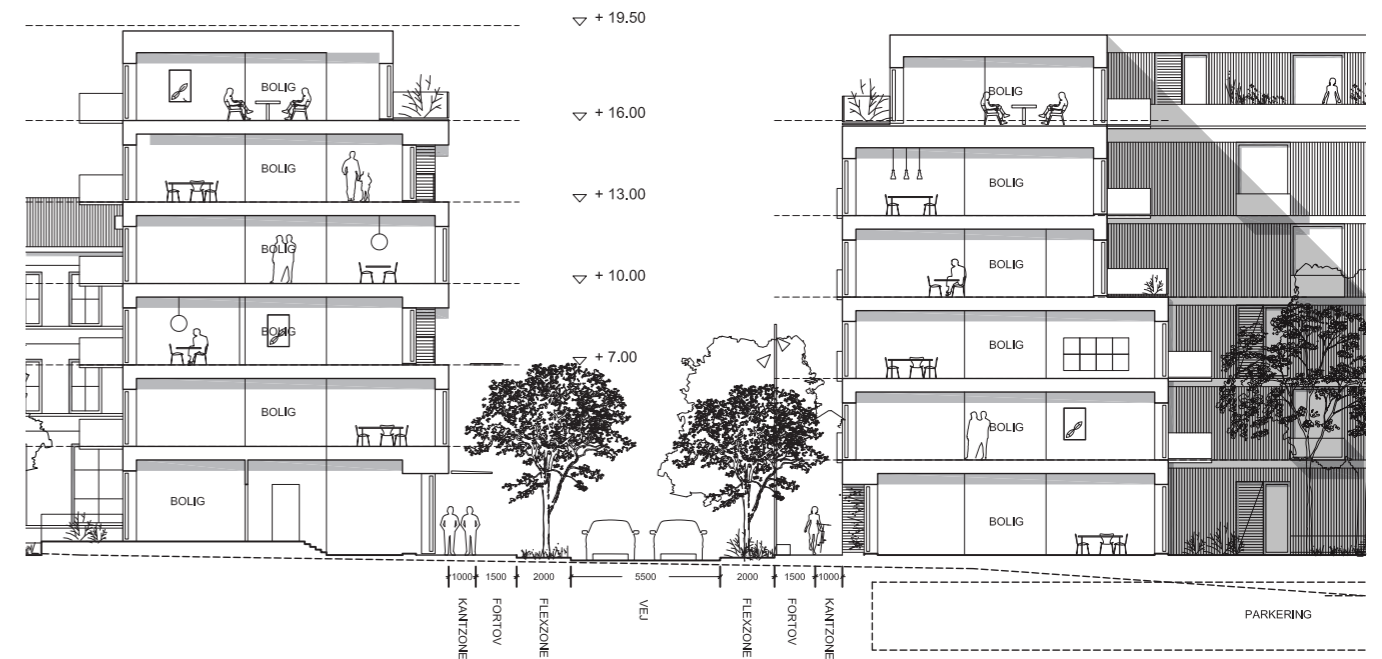 + 19.50
BOLIG
BOLIG
+ 16.00
BOLIG
BOLIG
+ 13.00
BOLIG
BOLIG
+ 10.00
BOLIG
BOLIG
+ 7.00
BOLIG
BOLIG
BOLIG
BOLIG
1000 1500 2000 5500 2000 1500 1000
KANTZONE
FORTOV
FLEXZONE
VEJ
FLEXZONE
FORTOV
KANTZONE
PARKERING